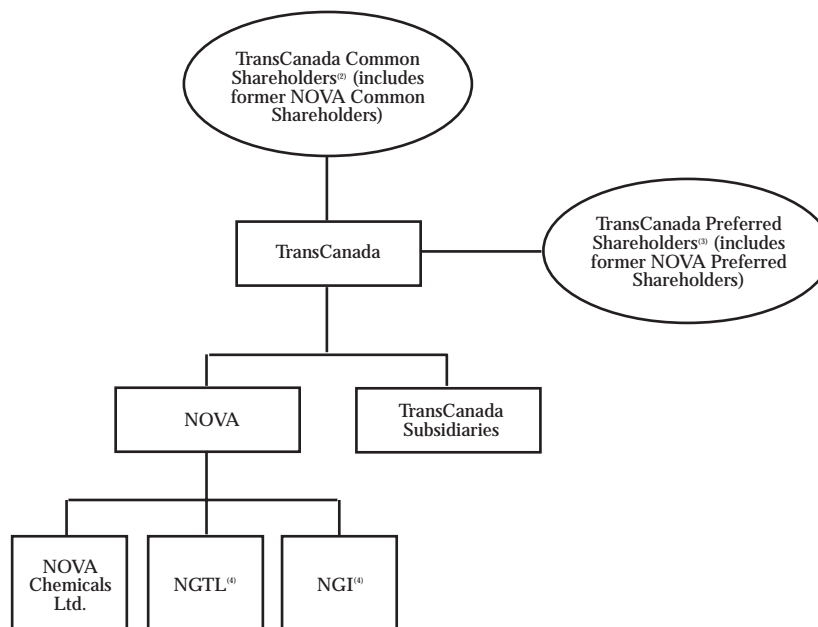 TransCanada Common
Shareholders(2) (includes
former NOVA Common
Shareholders)
TransCanada
TransCanada Preferred
Shareholders(3) (includes
former NOVA Preferred
Shareholders)
NOVA
TransCanada
Subsidiaries
NOVA
Chemicals
Ltd.
NGTL(4)
NGI(4)